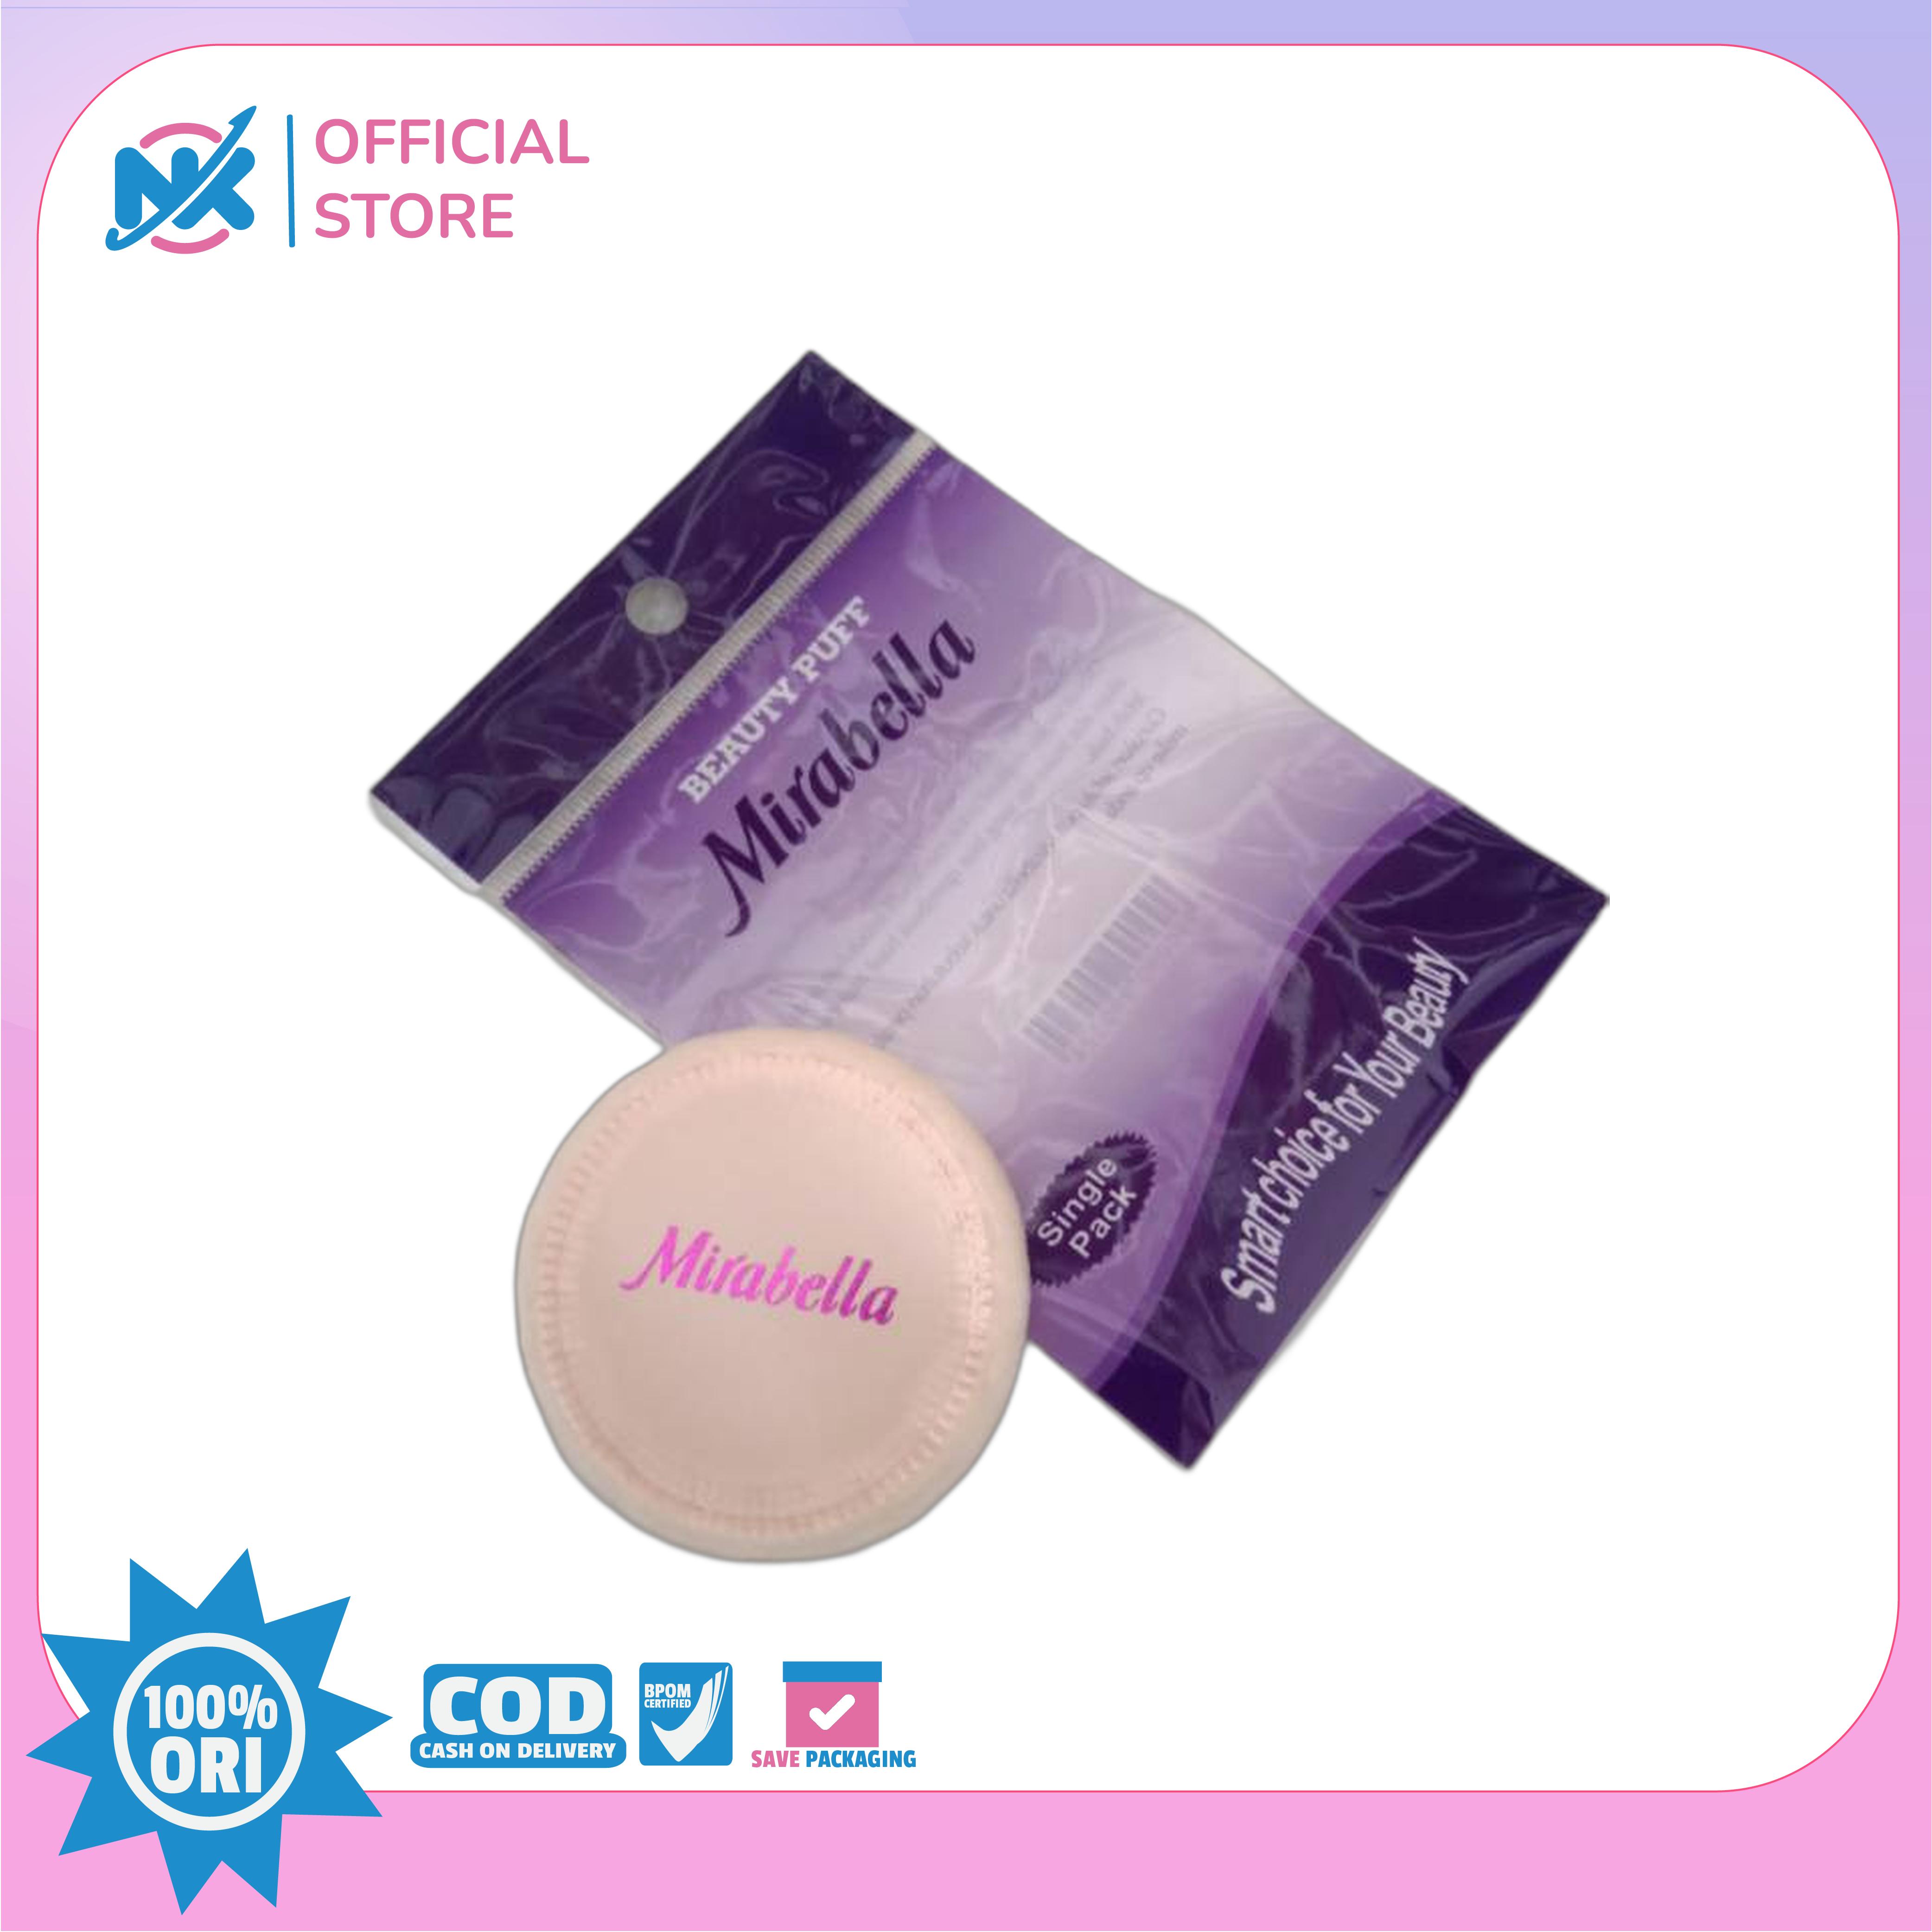 NK
OFFICIAL
STORE
BEAUTY PUFF
Mirabella
Single
Pack
Smart choice for Your Beauty
Mirabella
100%
ORI
COD
CASH ON DELIVERY
BPOM
CERTIFIED
SAVE PACKAGING